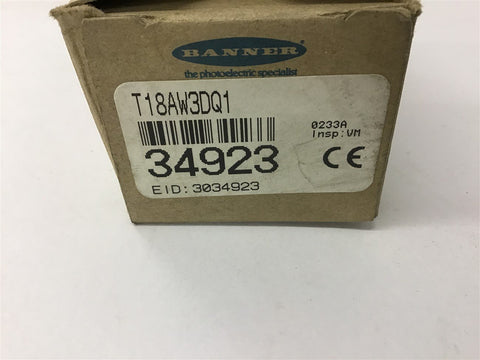 BANNER
the photoelectric specialist
T18AW3DQ1
0233A
Insp:VM
34923
CE
EID:3034923